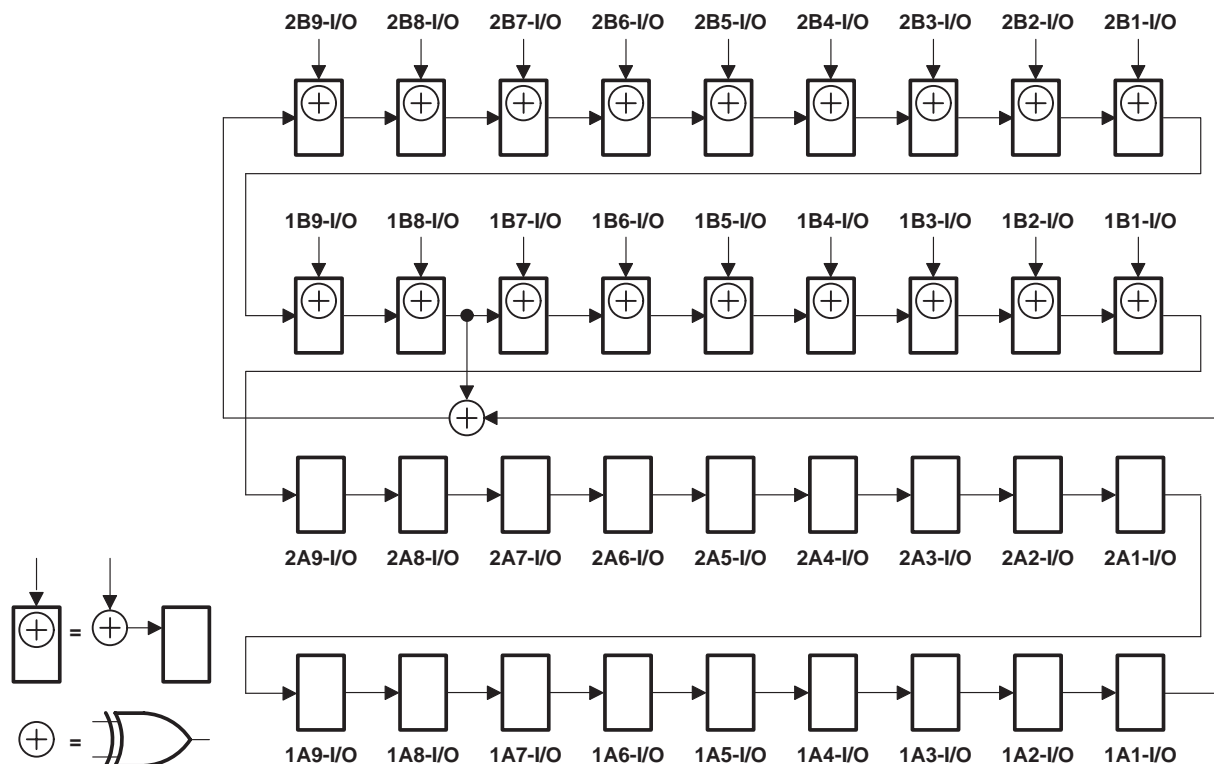 2B9-I/O 2B8-I/O 2B7-I/O 2B6-I/O 2B5-I/O 2B4-I/O 2B3-I/O 2B2-I/O 2B1-I/O
1B9-I/O 1B8-I/O 1B7-I/O 1B6-I/O 1B5-I/O 1B4-I/O 1B3-I/O 1B2-I/O 1B1-I/O
2A9-I/O 2A8-I/O 2A7-I/O 2A6-I/O 2A5-I/O 2A4-I/O 2A3-I/O 2A2-I/O 2A1-I/O
=
=
1A9-I/O 1A8-I/O 1A7-I/O 1A6-I/O 1A5-I/O 1A4-I/O 1A3-I/O 1A2-I/O 1A1-I/O